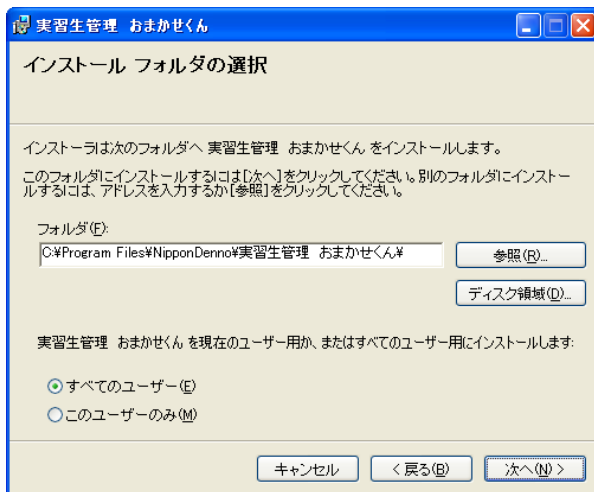 実習生管理　おまかせくん
インストール フォルダの選択
インストーラは次のフォルダへ 実習生管理　おまかせくん をインストールします。
このフォルダにインストールするには[次へ]をクリックしてください。別のフォルダにインストー
ルするには、アドレスを入力するか[参照]をクリックしてください。
フォルダ(F):
C:¥Program Files¥NipponDenno¥実習生管理　おまかせくん¥
参照(R)...
ディスク領域(D)...
実習生管理　おまかせくん を現在のユーザー用か、またはすべてのユーザー用にインストールします:
すべてのユーザー(E)
このユーザーのみ(M)
キャンセル
< 戻る(B)
次へ(N) >